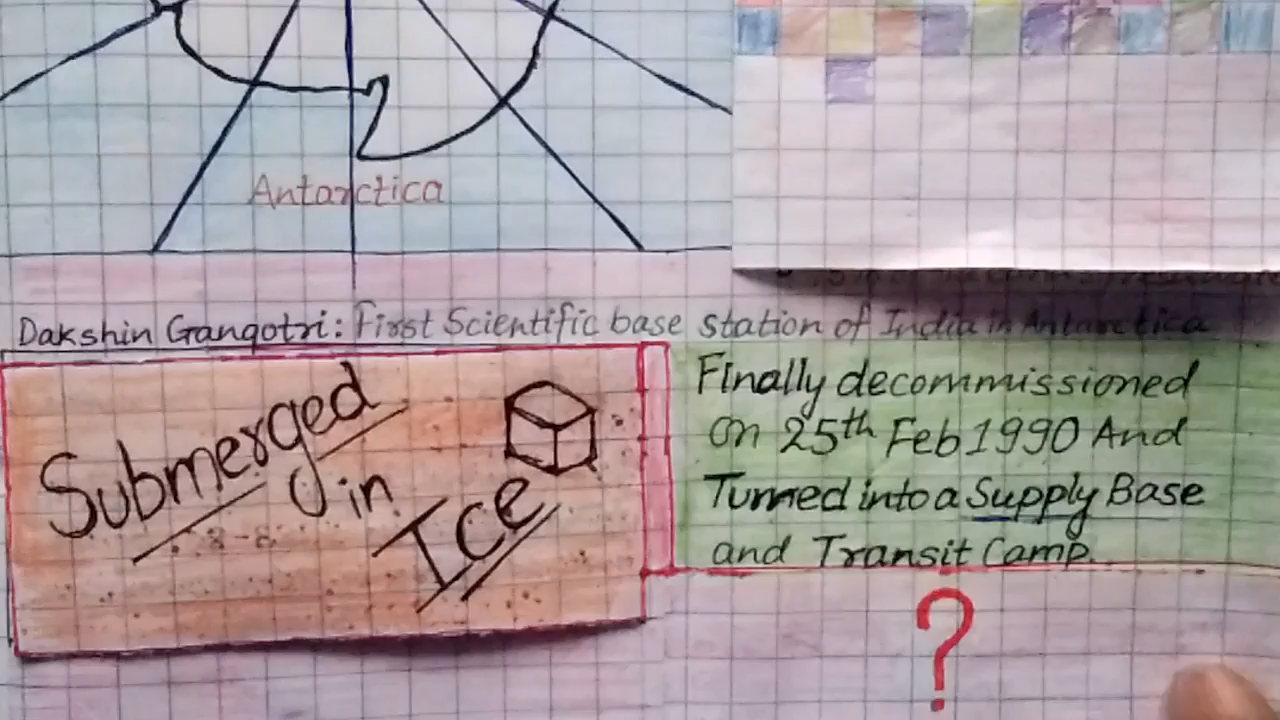 Antarctica
Dakshin Gangotri: First Scientific base station of India in Antarctica
Submerged
in
Ice
Finally decommissioned
on 25th Feb 1990 And
Turned into a Supply Base
and Transit Camp.
?